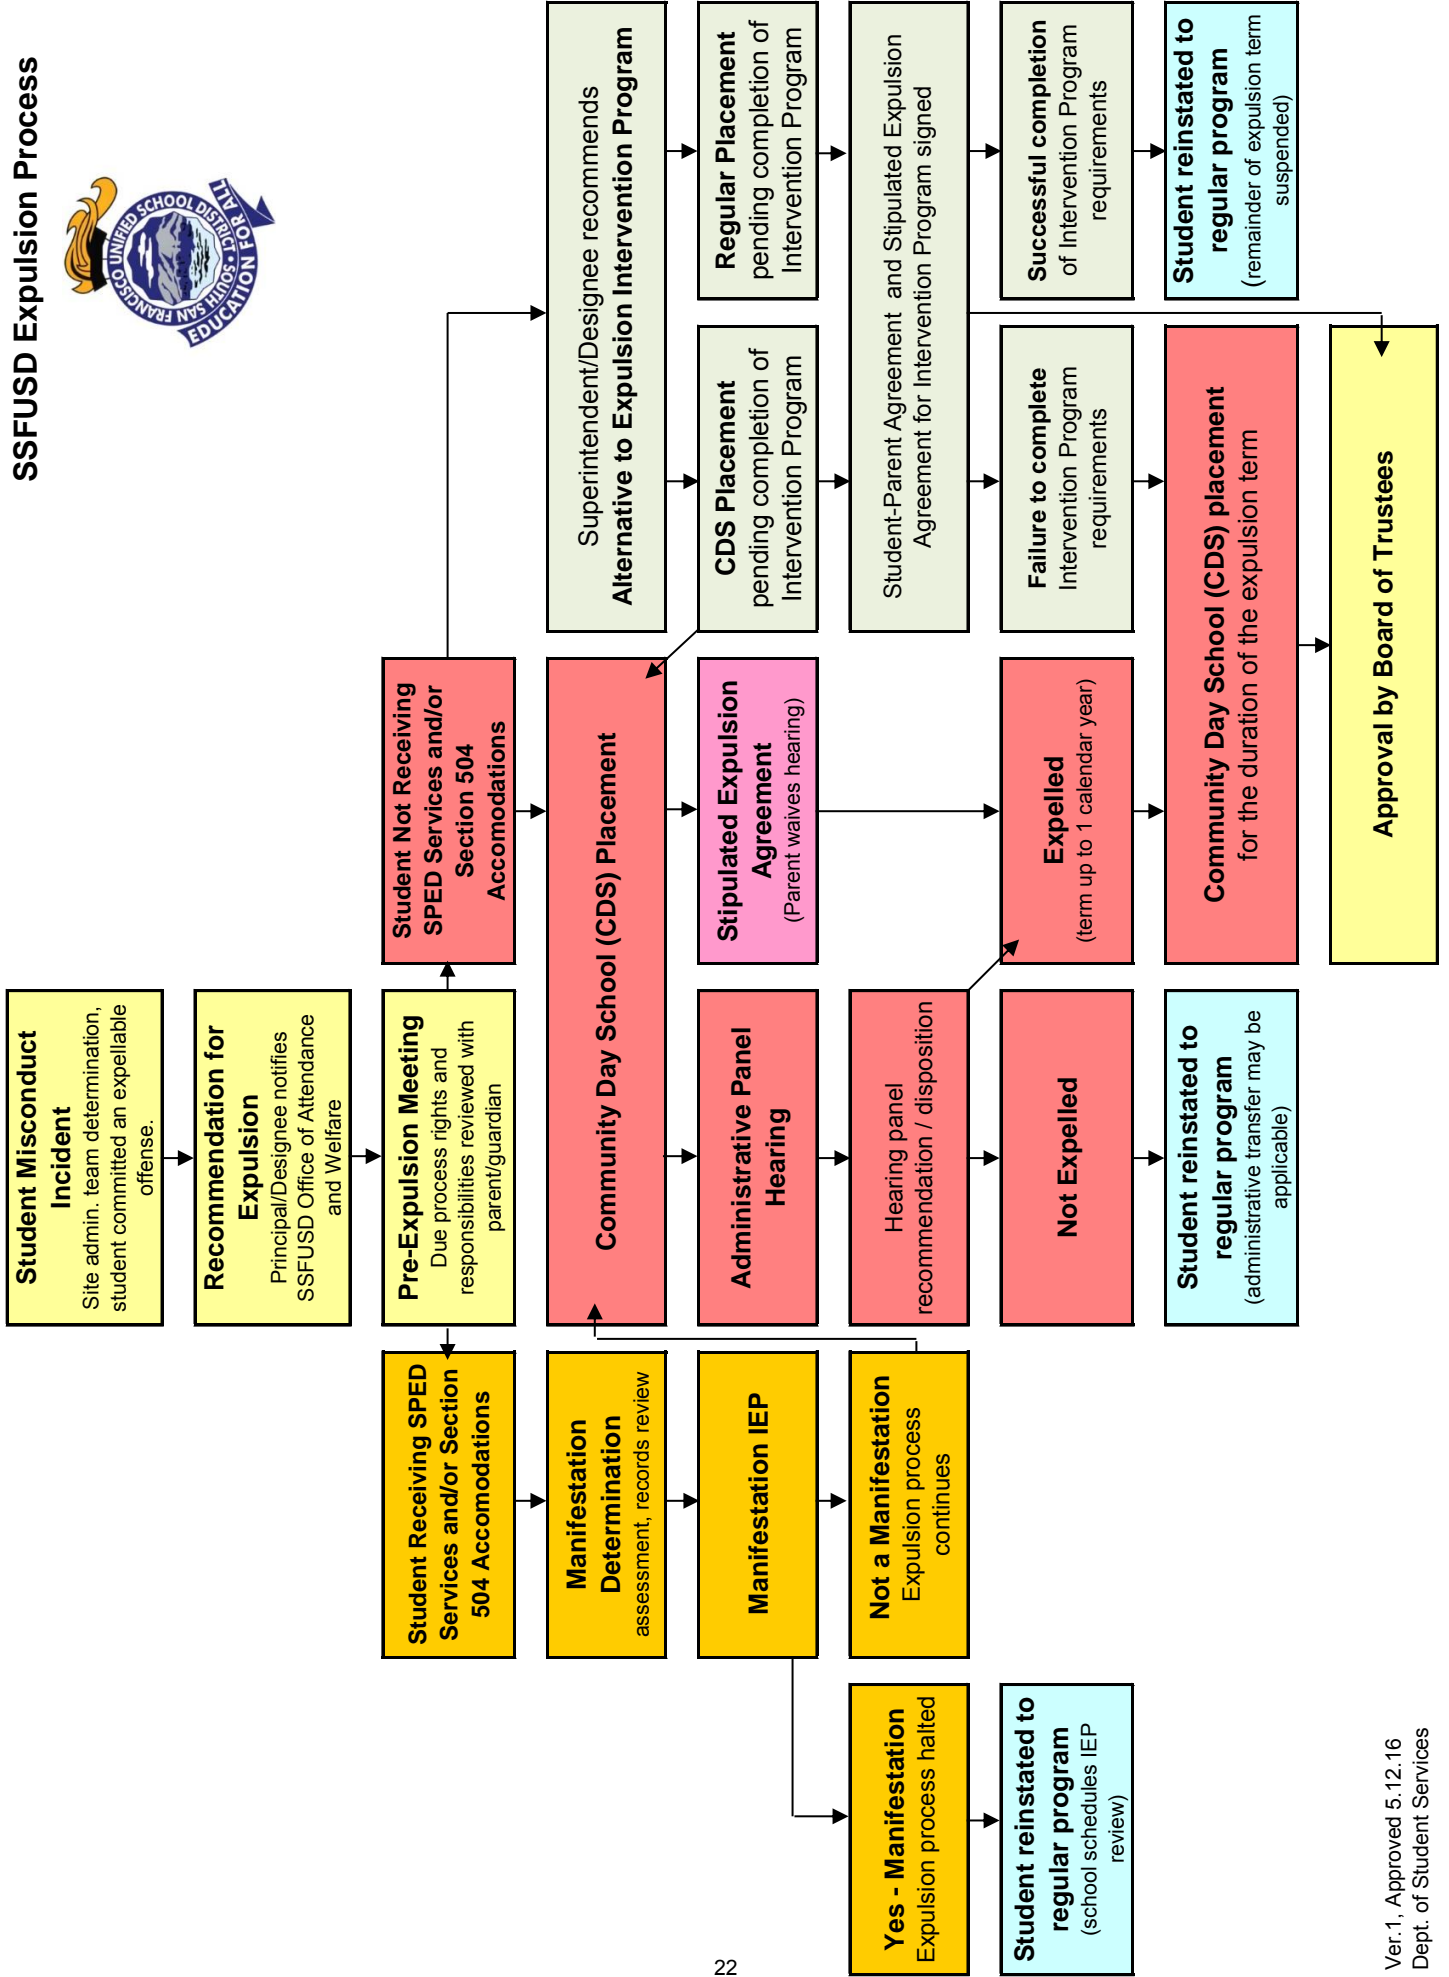 SSFUSD Expulsion Process
SOUTH SAN FRANCISCO UNIFIED SCHOOL DISTRICT
EDUCATION FOR ALL
Student Misconduct
Incident
Site admin. team determination,
student committed an expellable
offense.
Recommendation for
Expulsion
Principal/Designee notifies
SSFUSD Office of Attendance
and Welfare
Pre-Expulsion Meeting
Due process rights and
responsibilities reviewed with
parent/guardian
Student Receiving SPED
Services and/or Section
504 Accomodations
Student Not Receiving
SPED Services and/or
Section 504
Accomodations
Manifestation
Determination
assessment, records review
Community Day School (CDS) Placement
Superintendent/Designee recommends
Alternative to Expulsion Intervention Program
Manifestation IEP
Administrative Panel
Hearing
Stipulated Expulsion
Agreement
(Parent waives hearing)
CDS Placement
pending completion of
Intervention Program
Regular Placement
pending completion of
Intervention Program
Yes - Manifestation
Expulsion process halted
Not a Manifestation
Expulsion process
continues
Hearing panel
recommendation / disposition
Student-Parent Agreement and Stipulated Expulsion
Agreement for Intervention Program signed
Student reinstated to
regular program
(school schedules IEP
review)
Not Expelled
Expelled
(term up to 1 calendar year)
Failure to complete
Intervention Program
requirements
Successful completion
of Intervention Program
requirements
Student reinstated to
regular program
(administrative transfer may be
applicable)
Community Day School (CDS) placement
for the duration of the expulsion term
Student reinstated to
regular program
(remainder of expulsion term
suspended)
Approval by Board of Trustees
Ver.1, Approved 5.12.16
Dept. of Student Services
22